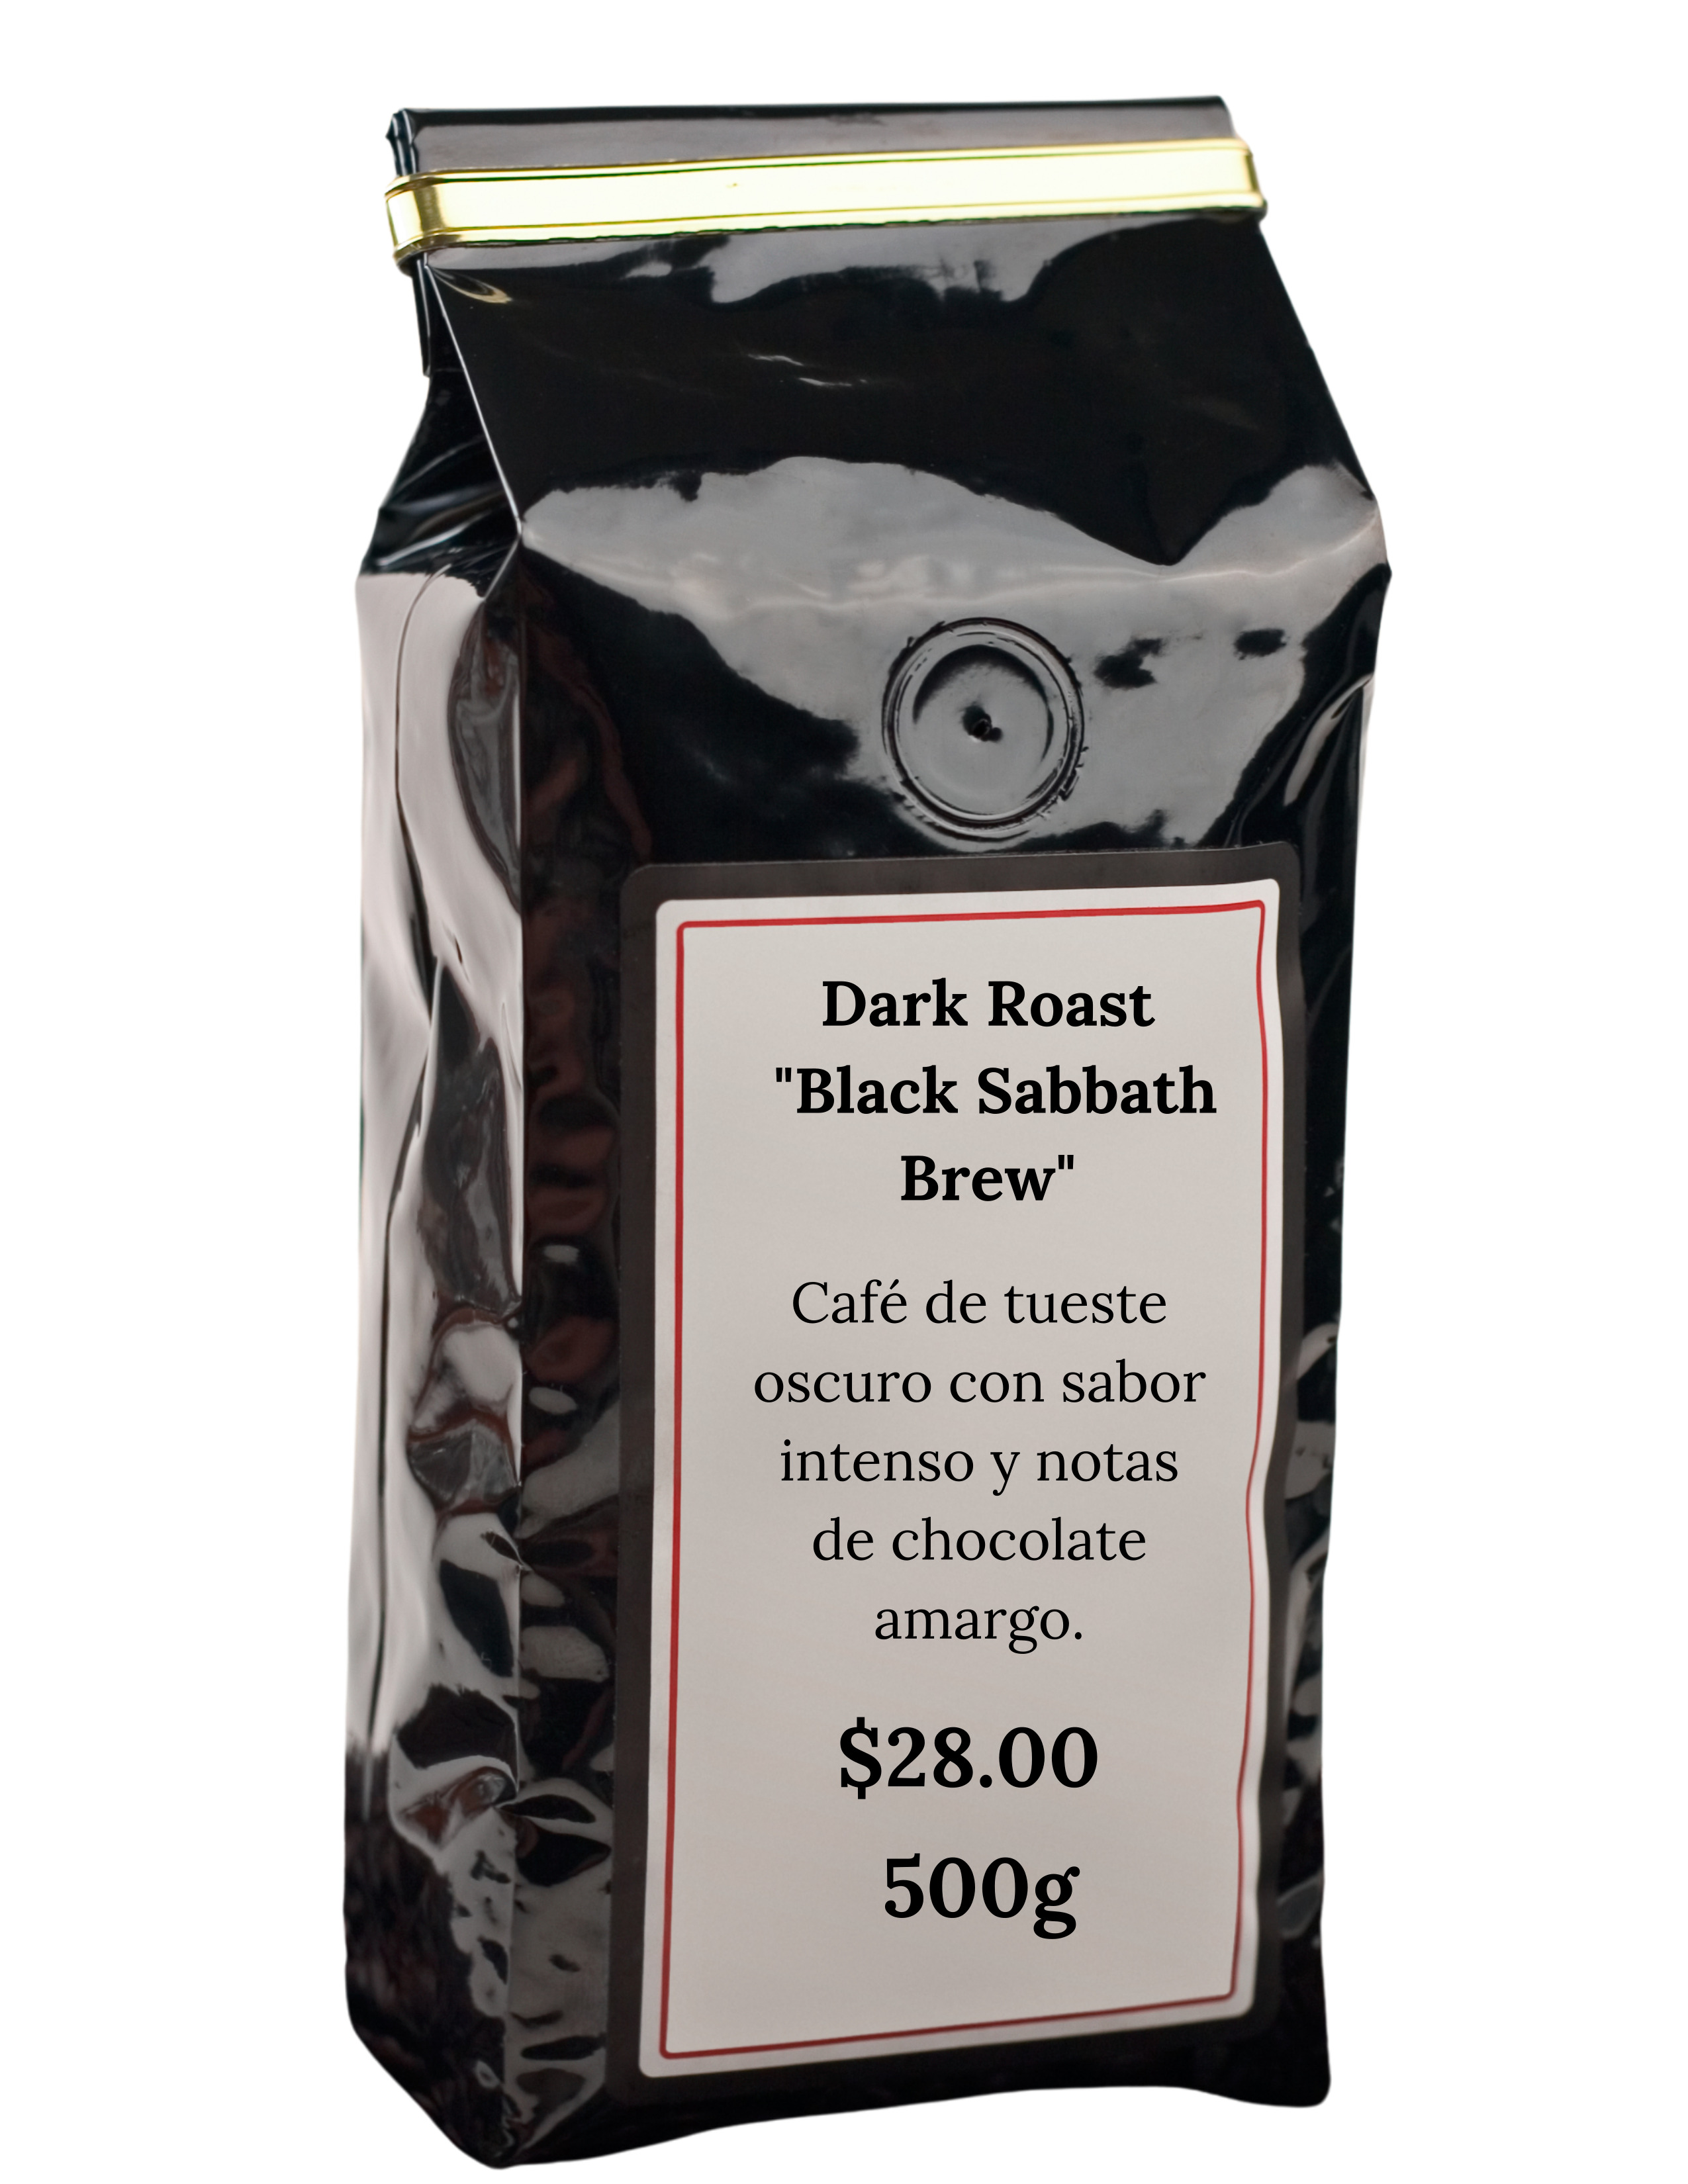 Dark Roast
"Black Sabbath
Brew"
Café de tueste
oscuro con sabor
intenso y notas
de chocolate
amargo.
$28.00
500g